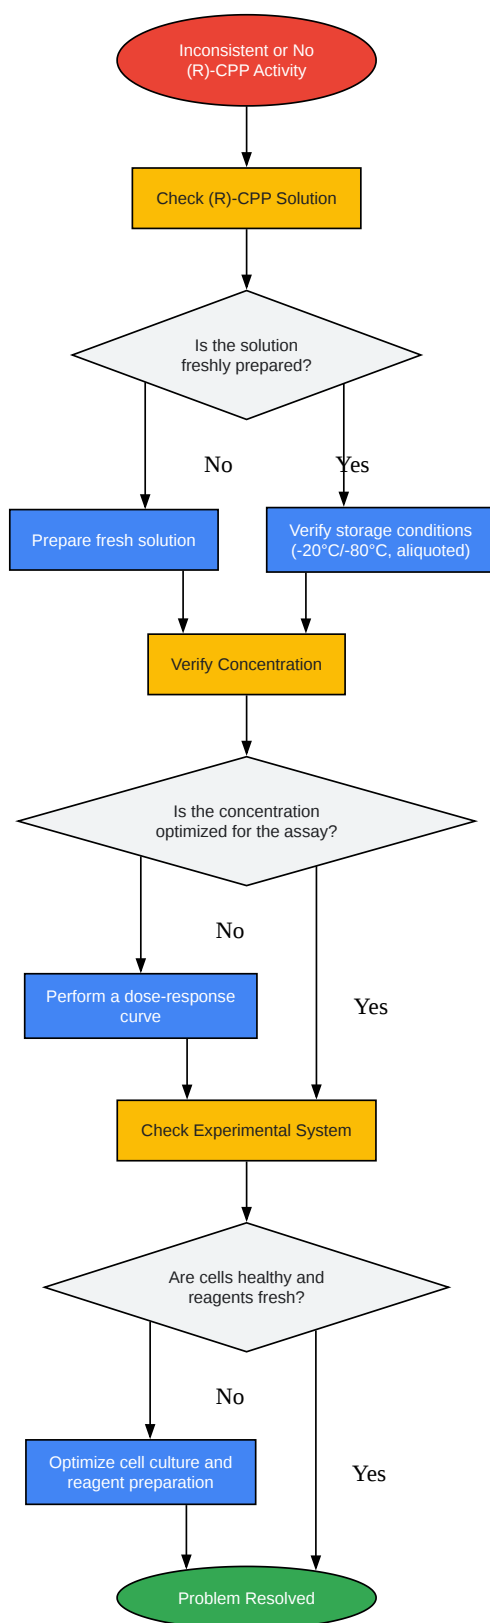 Inconsistent or No
(R)-CPP Activity
Check (R)-CPP Solution
Is the solution
freshly prepared?
No
Yes
Prepare fresh solution
Verify storage conditions
(-20°C/-80°C, aliquoted)
Verify Concentration
Is the concentration
optimized for the assay?
No
Perform a dose-response
curve
Yes
Check Experimental System
Are cells healthy and
reagents fresh?
No
Optimize cell culture and
reagent preparation
Yes
Problem Resolved